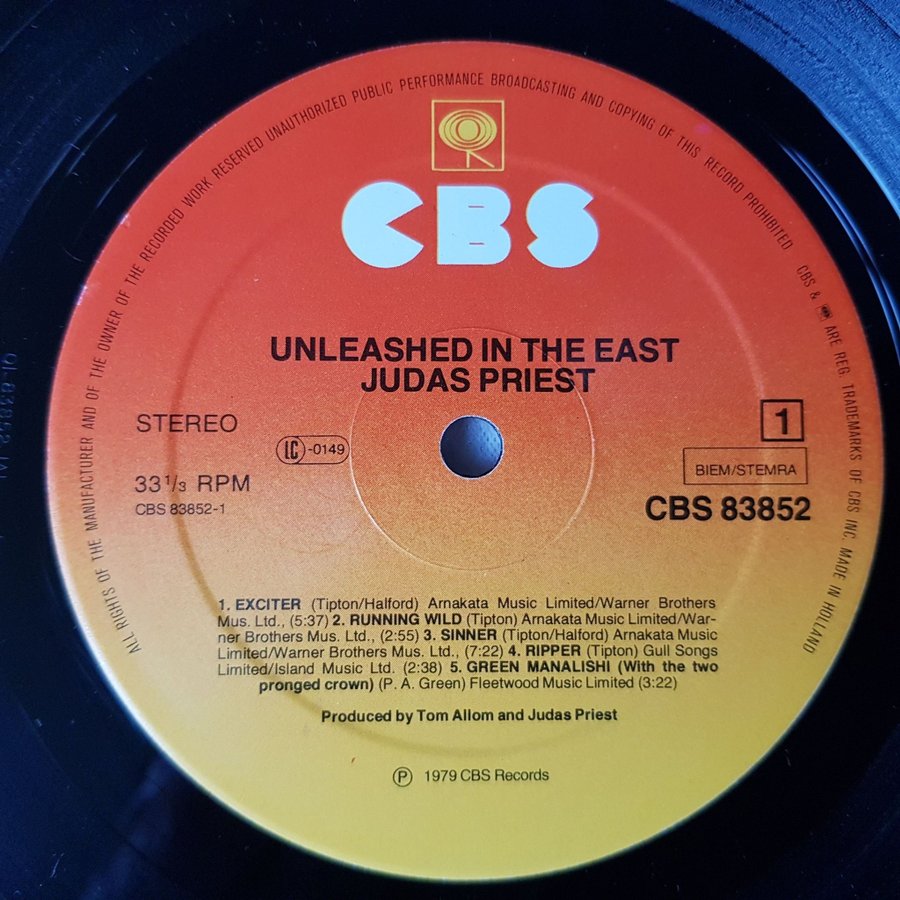 ALL RIGHTS OF THE MANUFACTURER AND OF THE OWNER OF THE RECORDED WORK RESERVED UNAUTHORIZED PUBLIC PERFORMANCE BROADCASTING AND COPYING OF THIS RECORD PROHIBITED
CBS & ARE REG. TRADEMARKS OF CBS INC. MADE IN HOLLAND
CBS
UNLEASHED IN THE EAST
JUDAS PRIEST
STEREO
LC -0149
1
33 1/3 RPM
BIEM/STEMRA
CBS 83852-1
CBS 83852
1. EXCITER (Tipton/Halford) Arnakata Music Limited/Warner Brothers
Mus. Ltd., (5:37) 2. RUNNING WILD (Tipton) Arnakata Music Limited/War-
ner Brothers Mus. Ltd., (2:55) 3. SINNER (Tipton/Halford) Arnakata Music
Limited/Warner Brothers Mus. Ltd., (7:22) 4. RIPPER (Tipton) Gull Songs
Limited/Island Music Ltd. (2:38) 5. GREEN MANALISHI (With the two
pronged crown) (P. A. Green) Fleetwood Music Limited (3:22)
Produced by Tom Allom and Judas Priest
Ⓟ 1979 CBS Records